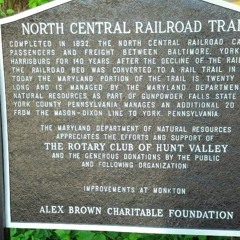 NORTH CENTRAL RAILROAD TRAI
COMPLETED IN 1832, THE NORTH CENTRAL RAILROAD CA
PASSENGERS AND FREIGHT BETWEEN BALTIMORE, YORK
HARRISBURG FOR 140 YEARS. AFTER THE DECLINE OF THE RAIL
THE RAILROAD BED WAS CONVERTED TO A RAIL TRAIL IN
TODAY THE MARYLAND PORTION OF THE TRAIL IS TWENTY
LONG AND IS MANAGED BY THE MARYLAND DEPARTMEN
NATURAL RESOURCES AS PART OF GUNPOWDER FALLS STATE
YORK COUNTY PENNSYLVANIA MANAGES AN ADDITIONAL 20
FROM THE MASON-DIXON LINE TO YORK, PENNSYLVANIA.
THE MARYLAND DEPARTMENT OF NATURAL RESOURCES
APPRECIATES THE EFFORTS AND SUPPORT OF
THE ROTARY CLUB OF HUNT VALLEY
AND THE GENEROUS DONATIONS BY THE PUBLIC
AND FOLLOWING ORGANIZATION:
IMPROVEMENTS AT MONKTON
ALEX BROWN CHARITABLE FOUNDATION